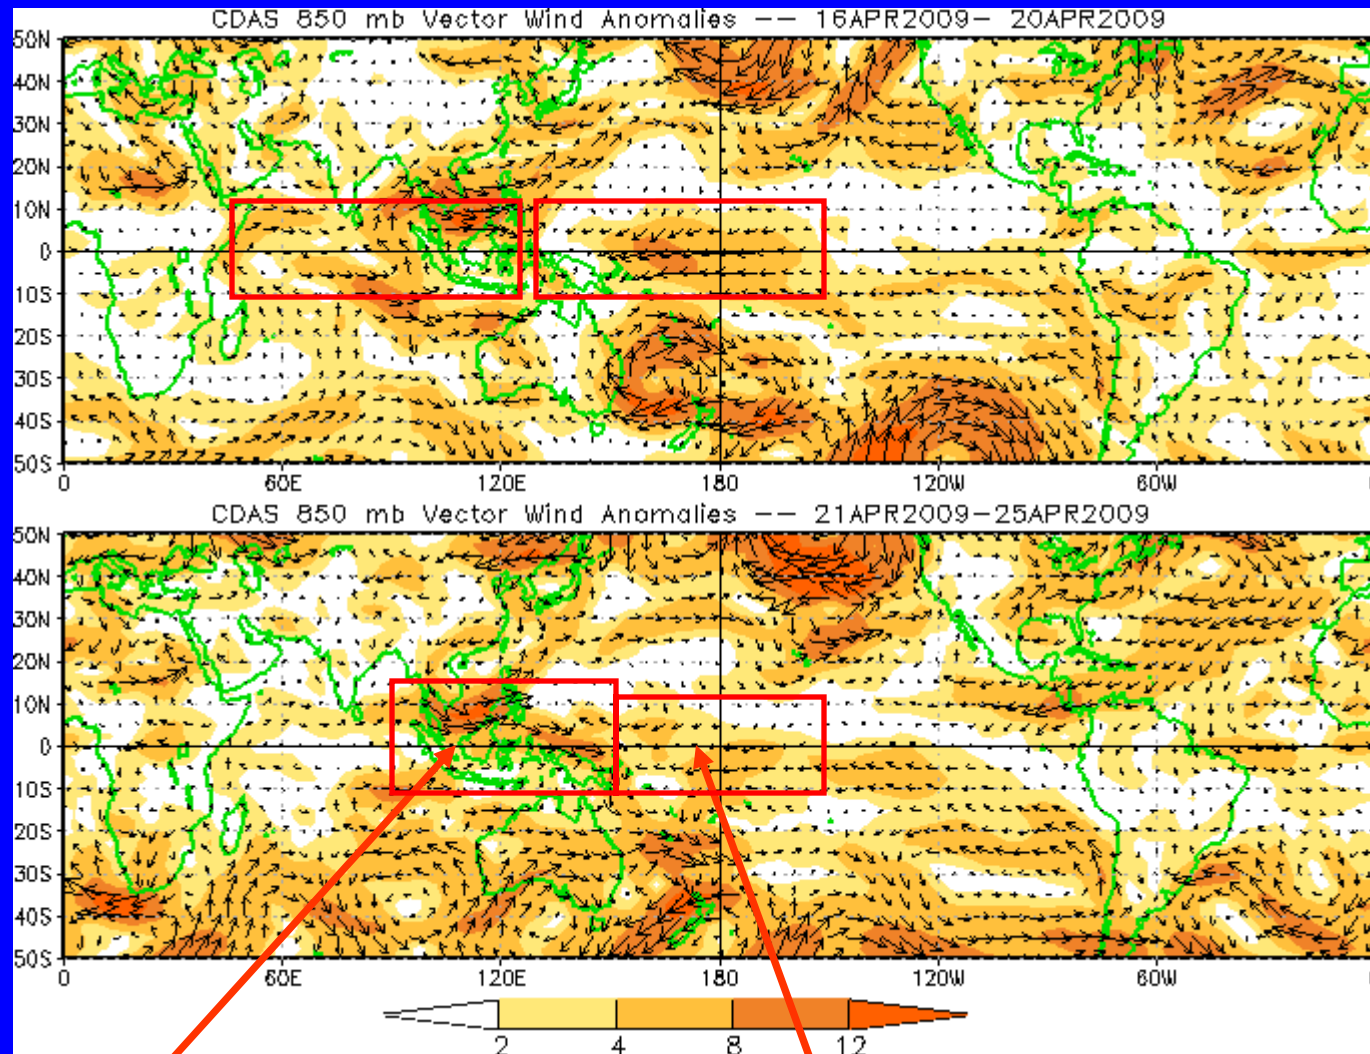 CDAS 850 mb Vector Wind Anomalies -- 16APR2009- 20APR2009
50N
40N
30N
20N
10N
0
10S
20S
30S
40S
50S
0 60E 120E 180 120W 60W
CDAS 850 mb Vector Wind Anomalies -- 21APR2009-25APR2009
50N
40N
30N
20N
10N
0
10S
20S
30S
40S
50S
0 60E 120E 180 120W 60W
2 4 8 12